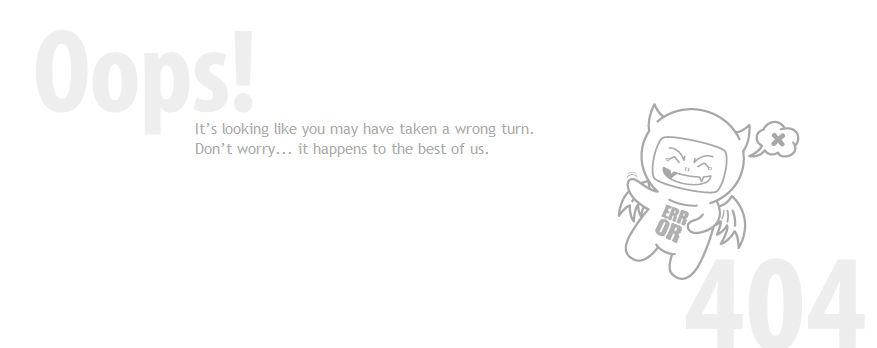 Oops!
It's looking like you may have taken a wrong turn.
Don't worry... it happens to the best of us.
ERR
OR
404